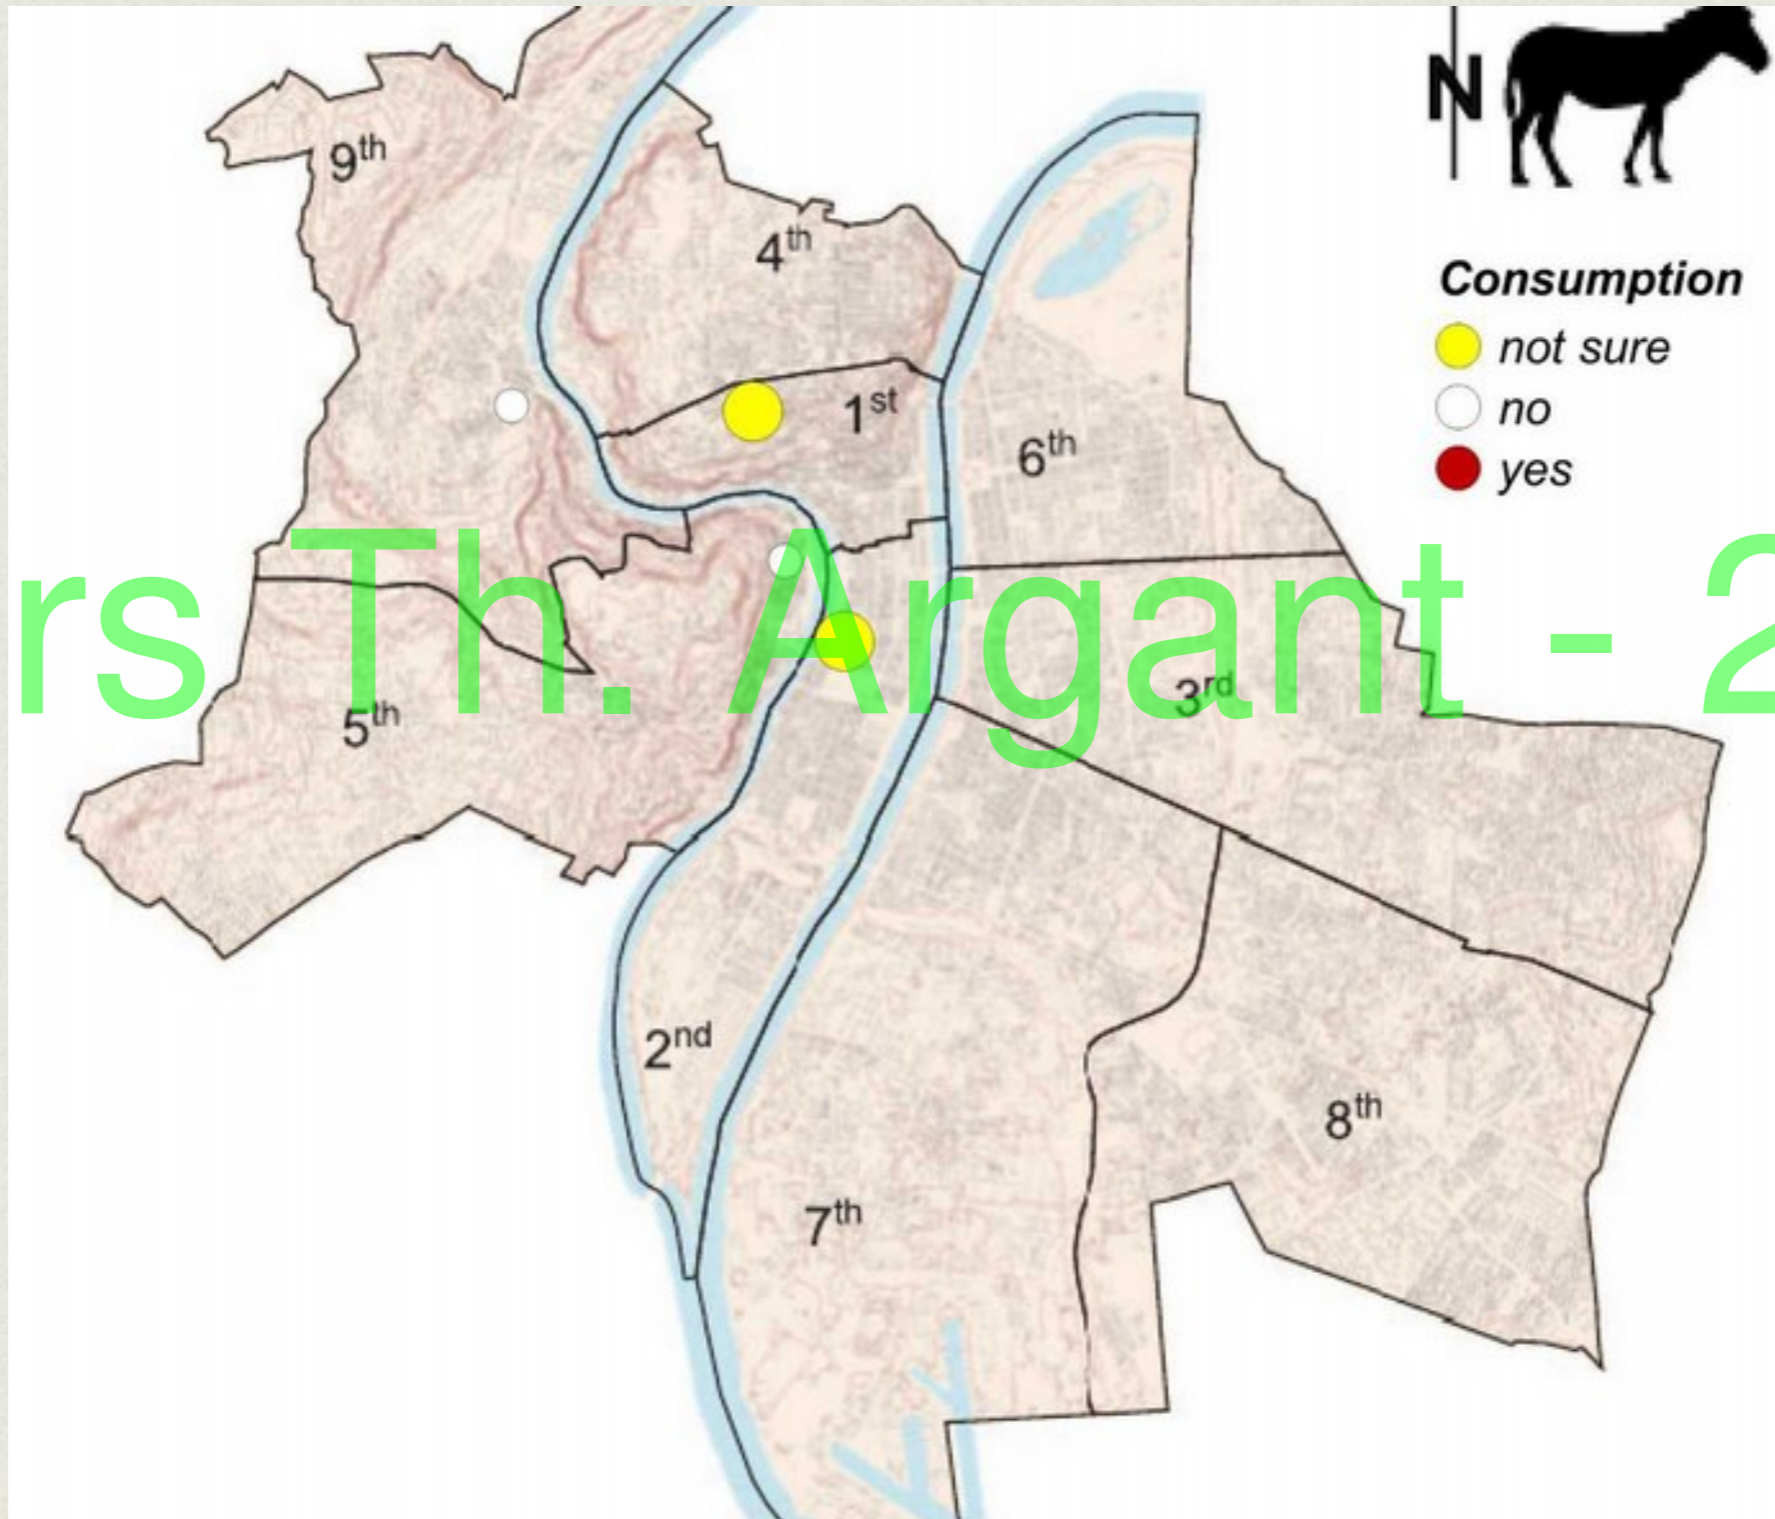 N
9th
4th
Consumption
not sure
1st
no
6th
yes
rs Th. Argant - 2
3rd
5th
2nd
8th
7th